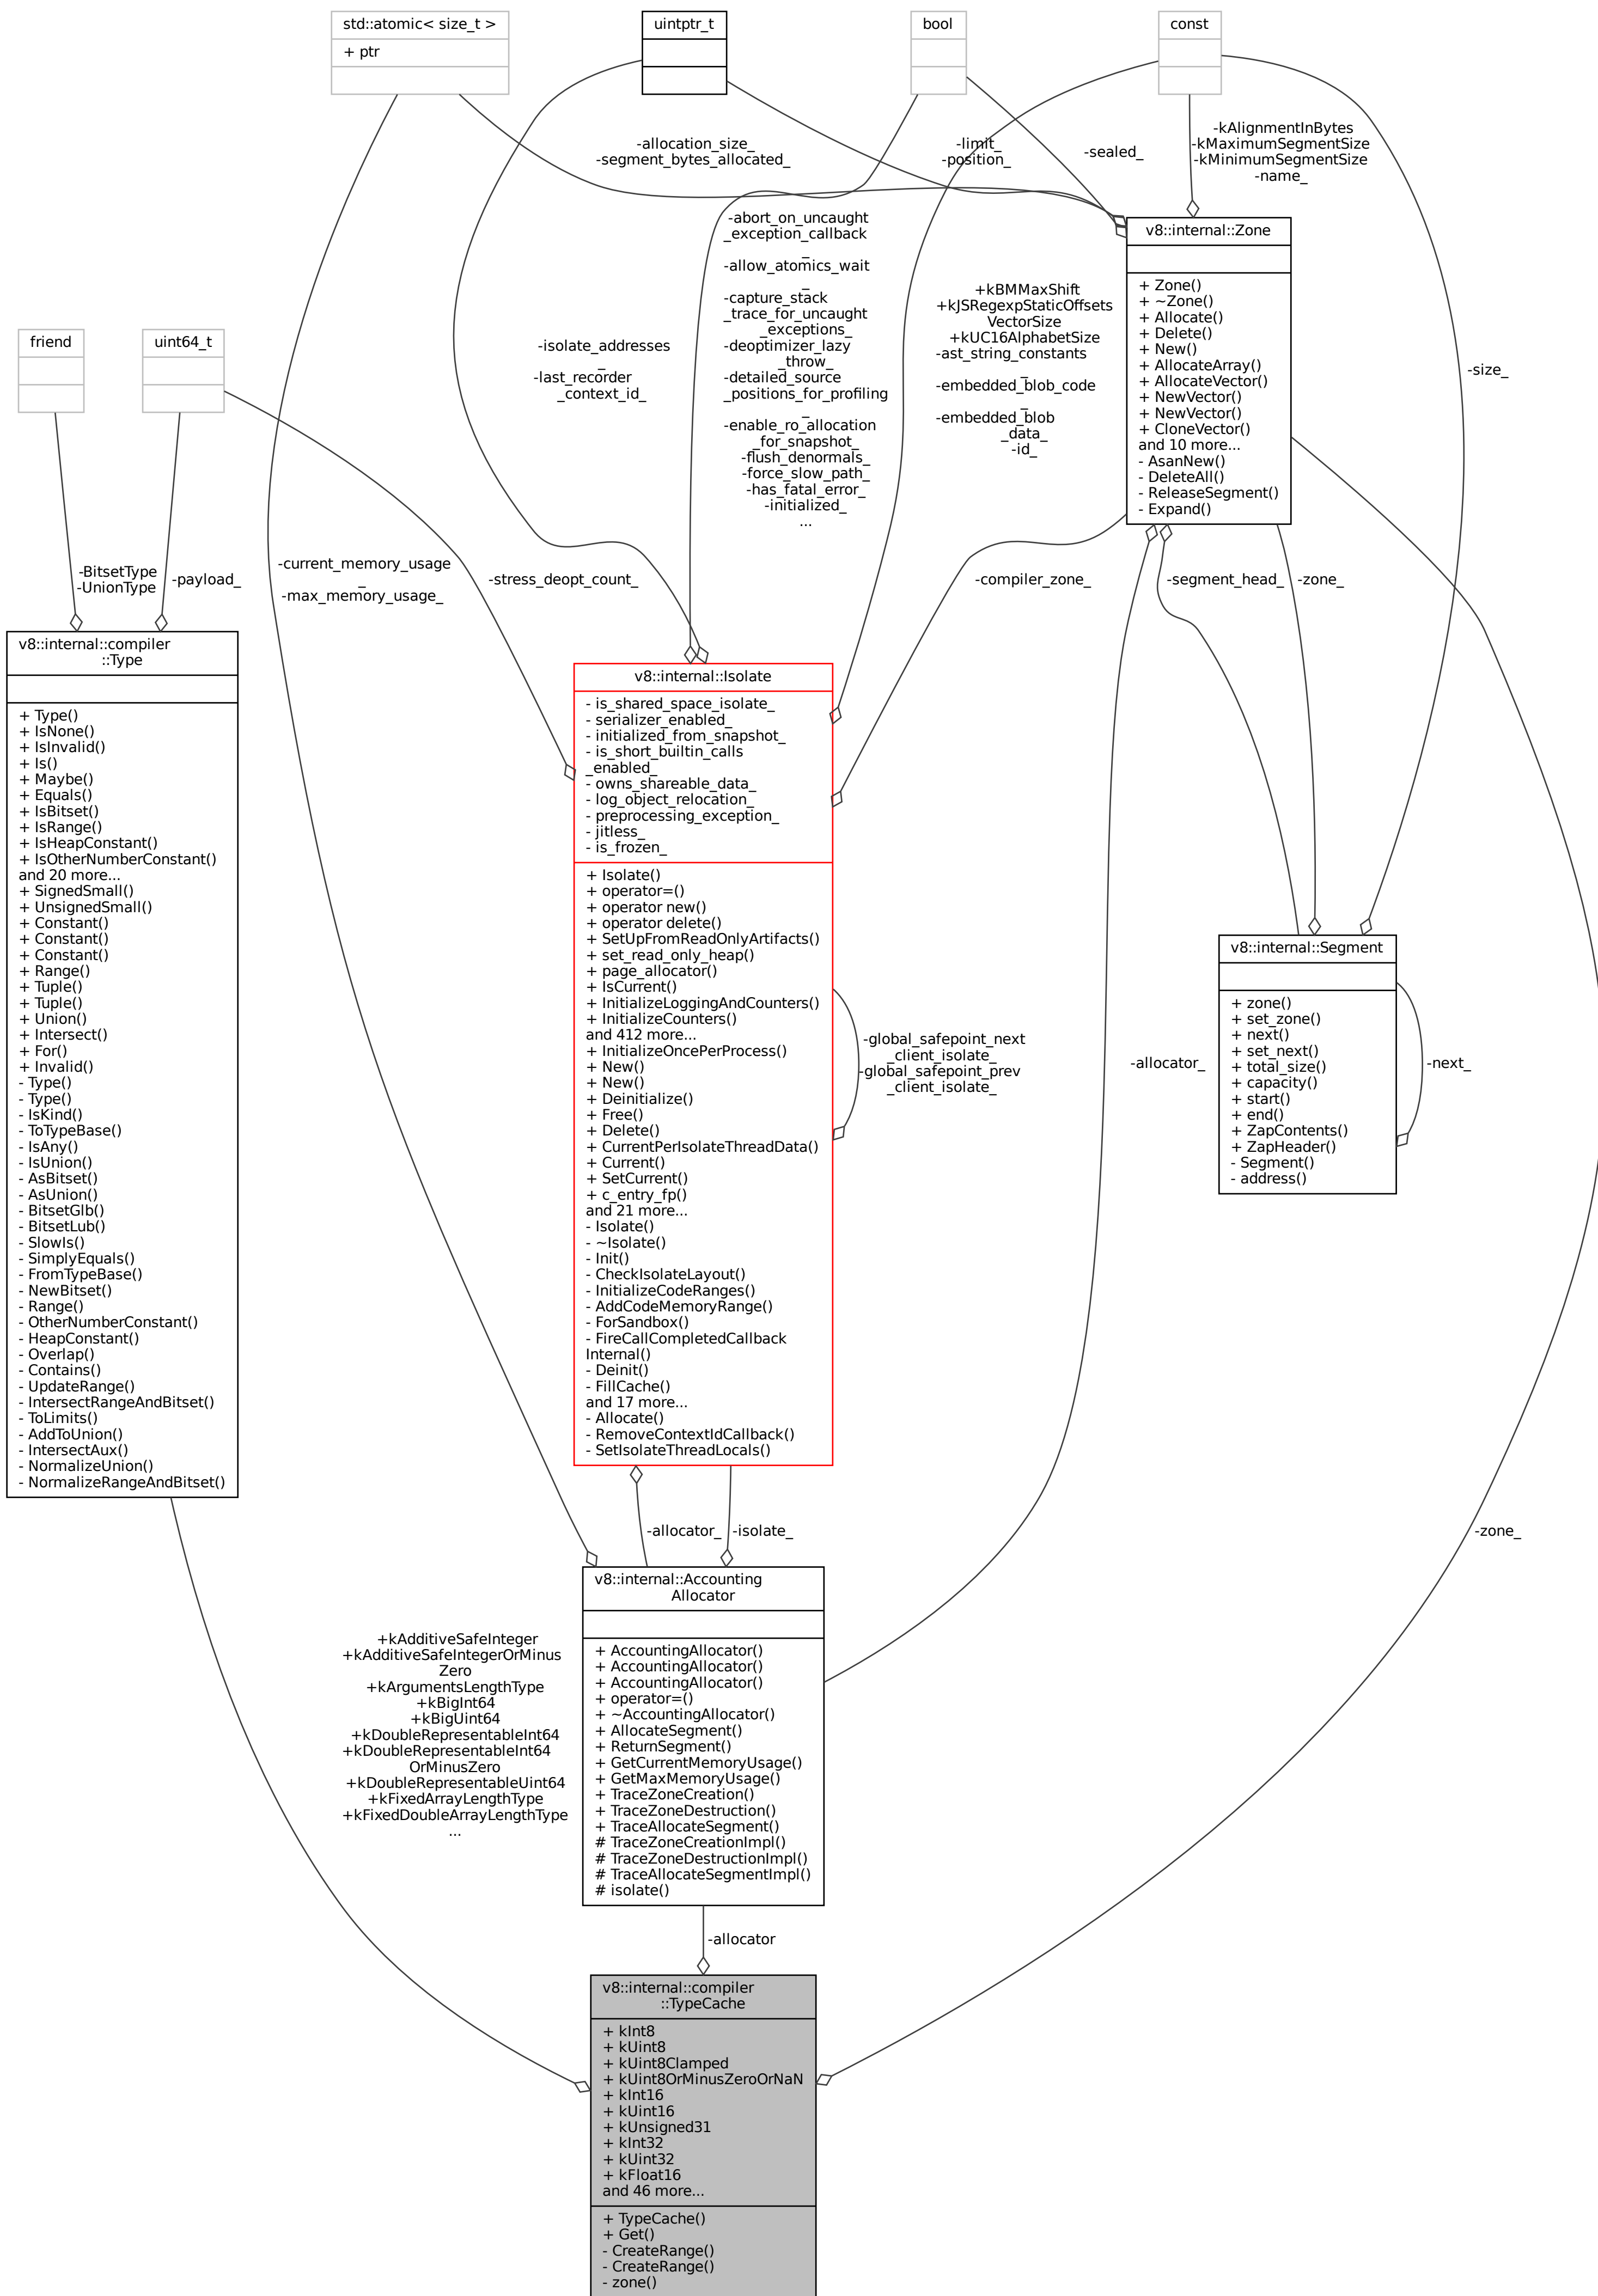 std::atomic< size_t >
+ ptr
uintptr_t
bool
const
-allocation_size_
-segment_bytes_allocated_
-limit_
-position_
-sealed_
-kAlignmentInBytes
-kMaximumSegmentSize
-kMinimumSegmentSize
-name_
v8::internal::Zone
+ Zone()
+ ~Zone()
+ Allocate()
+ Delete()
+ New()
+ AllocateArray()
+ AllocateVector()
+ NewVector()
+ NewVector()
+ CloneVector()
and 10 more...
- AsanNew()
- DeleteAll()
- ReleaseSegment()
- Expand()
-abort_on_uncaught
_exception_callback
_
-allow_atomics_wait
_
-capture_stack
_trace_for_uncaught
_exceptions_
-deoptimizer_lazy
_throw_
-detailed_source
_positions_for_profiling
_
-enable_ro_allocation
_for_snapshot_
-flush_denormals_
-force_slow_path_
-has_fatal_error_
-initialized_
...
+kBMMaxShift
+kJSRegexpStaticOffsets
VectorSize
+kUC16AlphabetSize
-ast_string_constants
_
-embedded_blob_code
_
-embedded_blob
_data_
-id_
-isolate_addresses
_
-last_recorder
_context_id_
-size_
friend
uint64_t
-BitsetType
-UnionType
-payload_
-current_memory_usage
_
-max_memory_usage_
-stress_deopt_count_
-compiler_zone_
-segment_head_
-zone_
v8::internal::compiler
::Type
+ Type()
+ IsNone()
+ IsInvalid()
+ Is()
+ Maybe()
+ Equals()
+ IsBitset()
+ IsRange()
+ IsHeapConstant()
+ IsOtherNumberConstant()
and 20 more...
+ SignedSmall()
+ UnsignedSmall()
+ Constant()
+ Constant()
+ Constant()
+ Range()
+ Tuple()
+ Tuple()
+ Union()
+ Intersect()
+ For()
+ Invalid()
- Type()
- Type()
- IsKind()
- ToTypeBase()
- IsAny()
- IsUnion()
- AsBitset()
- AsUnion()
- BitsetGlb()
- BitsetLub()
- SlowIs()
- SimplyEquals()
- FromTypeBase()
- NewBitset()
- Range()
- OtherNumberConstant()
- HeapConstant()
- Overlap()
- Contains()
- UpdateRange()
- IntersectRangeAndBitset()
- ToLimits()
- AddToUnion()
- IntersectAux()
- NormalizeUnion()
- NormalizeRangeAndBitset()
v8::internal::Isolate
- is_shared_space_isolate_
- serializer_enabled_
- initialized_from_snapshot_
- is_short_builtin_calls
_enabled_
- owns_shareable_data_
- log_object_relocation_
- preprocessing_exception_
- jitless_
- is_frozen_
+ Isolate()
+ operator=()
+ operator new()
+ operator delete()
+ SetUpFromReadOnlyArtifacts()
+ set_read_only_heap()
+ page_allocator()
+ IsCurrent()
+ InitializeLoggingAndCounters()
+ InitializeCounters()
and 412 more...
+ InitializeOncePerProcess()
+ New()
+ New()
+ Deinitialize()
+ Free()
+ Delete()
+ CurrentPerIsolateThreadData()
+ Current()
+ SetCurrent()
+ c_entry_fp()
and 21 more...
- Isolate()
- ~Isolate()
- Init()
- CheckIsolateLayout()
- InitializeCodeRanges()
- AddCodeMemoryRange()
- ForSandbox()
- FireCallCompletedCallback
Internal()
- Deinit()
- FillCache()
and 17 more...
- Allocate()
- RemoveContextIdCallback()
- SetIsolateThreadLocals()
-global_safepoint_next
_client_isolate_
-global_safepoint_prev
_client_isolate_
-allocator_
v8::internal::Segment
+ zone()
+ set_zone()
+ next()
+ set_next()
+ total_size()
+ capacity()
+ start()
+ end()
+ ZapContents()
+ ZapHeader()
- Segment()
- address()
-next_
-allocator_
-isolate_
-zone_
v8::internal::Accounting
Allocator
+ AccountingAllocator()
+ AccountingAllocator()
+ AccountingAllocator()
+ operator=()
+ ~AccountingAllocator()
+ AllocateSegment()
+ ReturnSegment()
+ GetCurrentMemoryUsage()
+ GetMaxMemoryUsage()
+ TraceZoneCreation()
+ TraceZoneDestruction()
+ TraceAllocateSegment()
# TraceZoneCreationImpl()
# TraceZoneDestructionImpl()
# TraceAllocateSegmentImpl()
# isolate()
+kAdditiveSafeInteger
+kAdditiveSafeIntegerOrMinus
Zero
+kArgumentsLengthType
+kBigInt64
+kBigUint64
+kDoubleRepresentableInt64
+kDoubleRepresentableInt64
OrMinusZero
+kDoubleRepresentableUint64
+kFixedArrayLengthType
+kFixedDoubleArrayLengthType
...
-allocator
v8::internal::compiler
::TypeCache
+ kInt8
+ kUint8
+ kUint8Clamped
+ kUint8OrMinusZeroOrNaN
+ kInt16
+ kUint16
+ kUnsigned31
+ kInt32
+ kUint32
+ kFloat16
and 46 more...
+ TypeCache()
+ Get()
- CreateRange()
- CreateRange()
- zone()